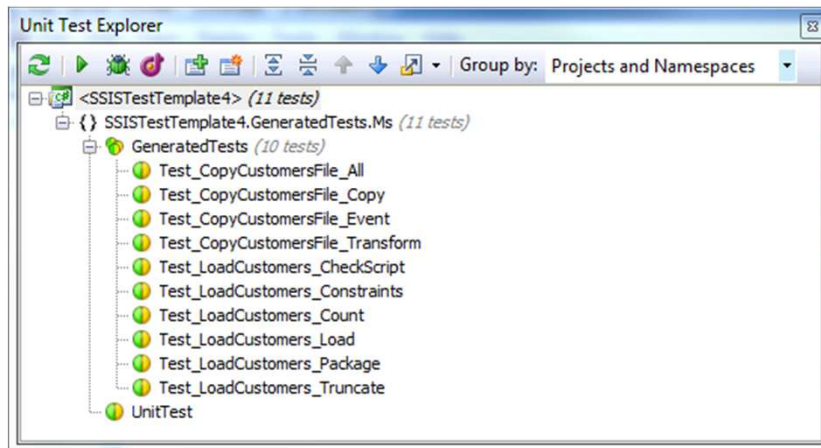 Unit Test Explorer
Group by: Projects and Namespaces
<SSISTestTemplate4> (11 tests)
{} SSISTestTemplate4.GeneratedTests.Ms (11 tests)
GeneratedTests (10 tests)
Test_CopyCustomersFile_All
Test_CopyCustomersFile_Copy
Test_CopyCustomersFile_Event
Test_CopyCustomersFile_Transform
Test_LoadCustomers_CheckScript
Test_LoadCustomers_Constraints
Test_LoadCustomers_Count
Test_LoadCustomers_Load
Test_LoadCustomers_Package
Test_LoadCustomers_Truncate
UnitTest